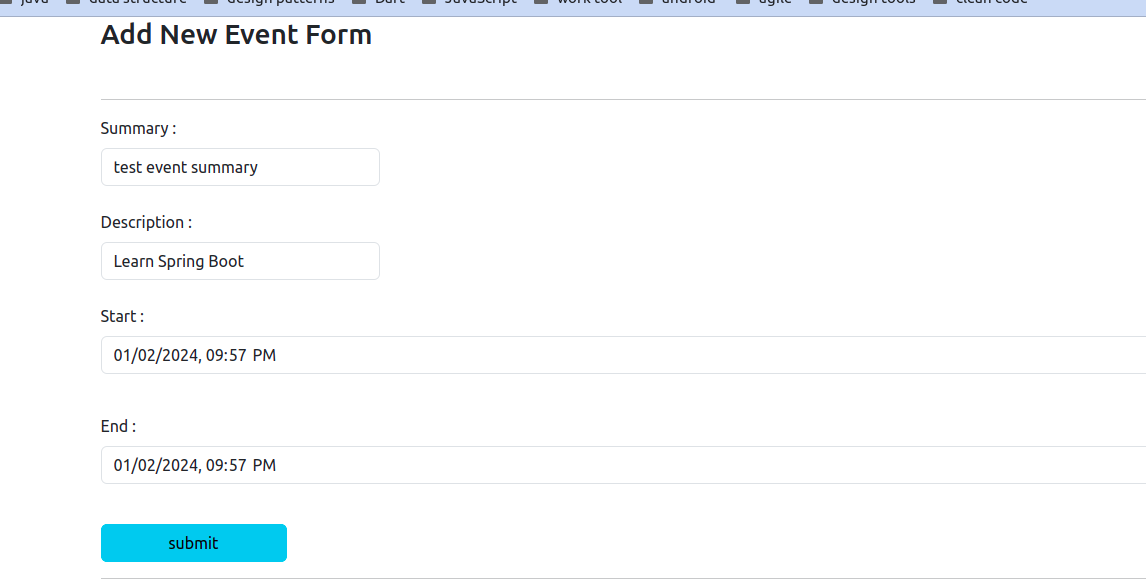 java data structure design patterns Dart JavaScript work tool android agile design tools clean code
Add New Event Form
Summary :
test event summary
Description :
Learn Spring Boot
Start :
01/02/2024, 09:57 PM
End :
01/02/2024, 09:57 PM
submit